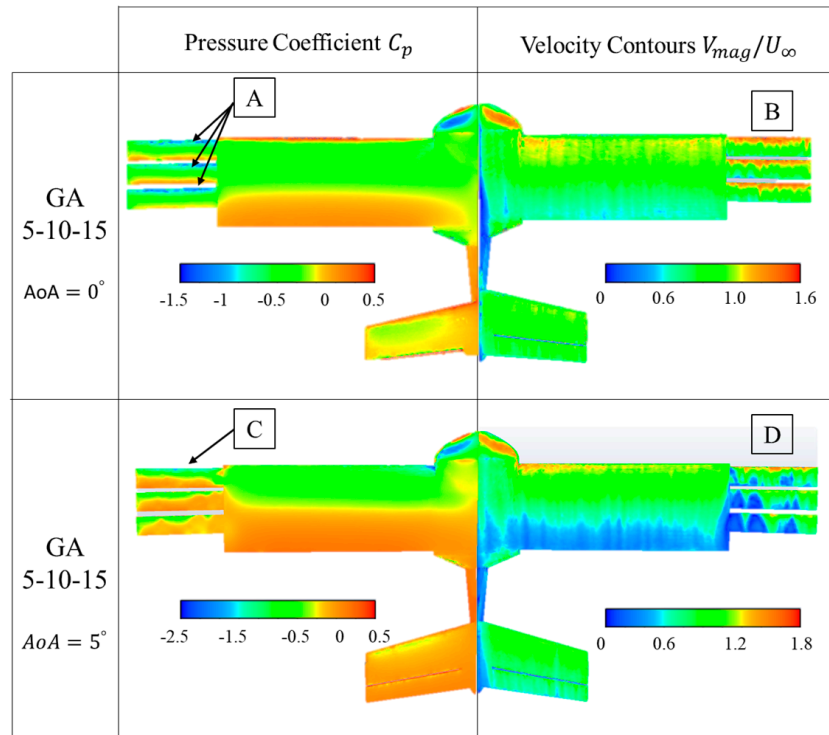 Pressure Coefficient C_p
Velocity Contours V_mag/U_∞
A
B
GA
5-10-15
AoA = 0°
-1.5 -1 -0.5 0 0.5
0 0.6 1.0 1.6
C
D
GA
5-10-15
AoA = 5°
-2.5 -1.5 -0.5 0 0.5
0 0.6 1.2 1.8